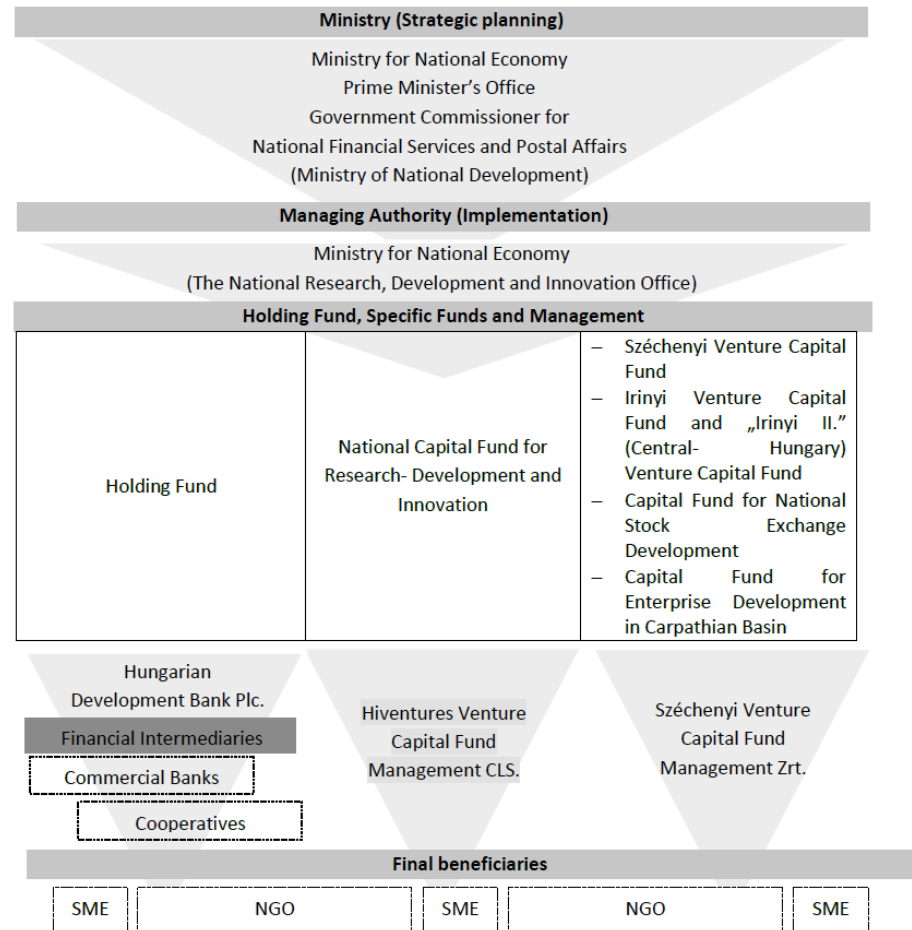 Ministry (Strategic planning)
Ministry for National Economy
Prime Minister's Office
Government Commissioner for
National Financial Services and Postal Affairs
(Ministry of National Development)
Managing Authority (Implementation)
Ministry for National Economy
(The National Research, Development and Innovation Office)
Holding Fund, Specific Funds and Management
Holding Fund
National Capital Fund for
Research- Development and
Innovation
– Széchenyi Venture Capital
Fund
– Irinyi Venture Capital
Fund and „Irinyi II.”
(Central- Hungary)
Venture Capital Fund
– Capital Fund for National
Stock Exchange
Development
– Capital Fund for
Enterprise Development
in Carpathian Basin
Hungarian
Development Bank Plc.
Financial Intermediaries
Commercial Banks
Cooperatives
Hiventures Venture
Capital Fund
Management CLS.
Széchenyi Venture
Capital Fund
Management Zrt.
Final beneficiaries
SME
NGO
SME
NGO
SME